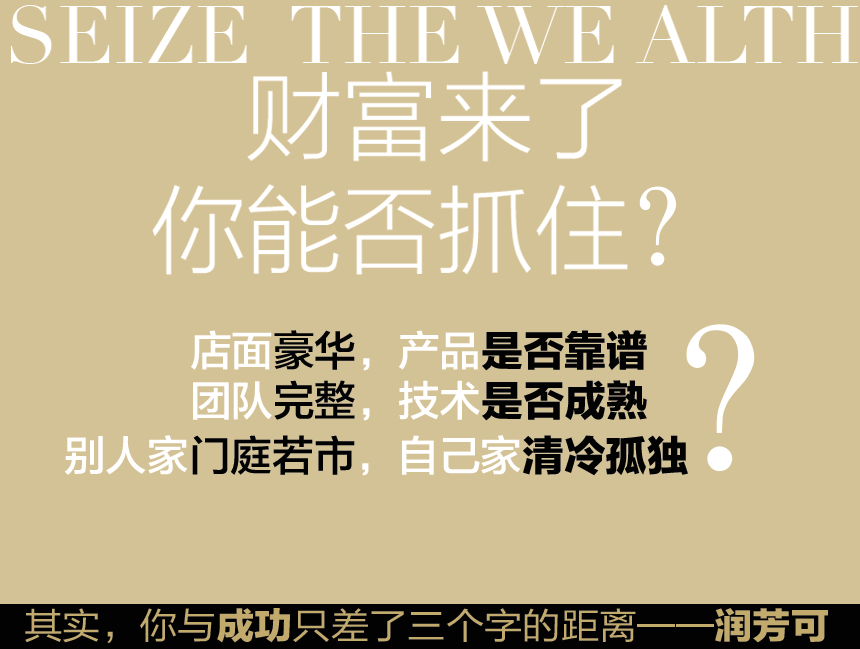 SEIZE THE WE ALTH
财富来了
你能否抓住?
店面豪华，产品是否靠谱
团队完整，技术是否成熟
别人家门庭若市，自己家清冷孤独?
其实，你与成功只差了三个字的距离——润芳可